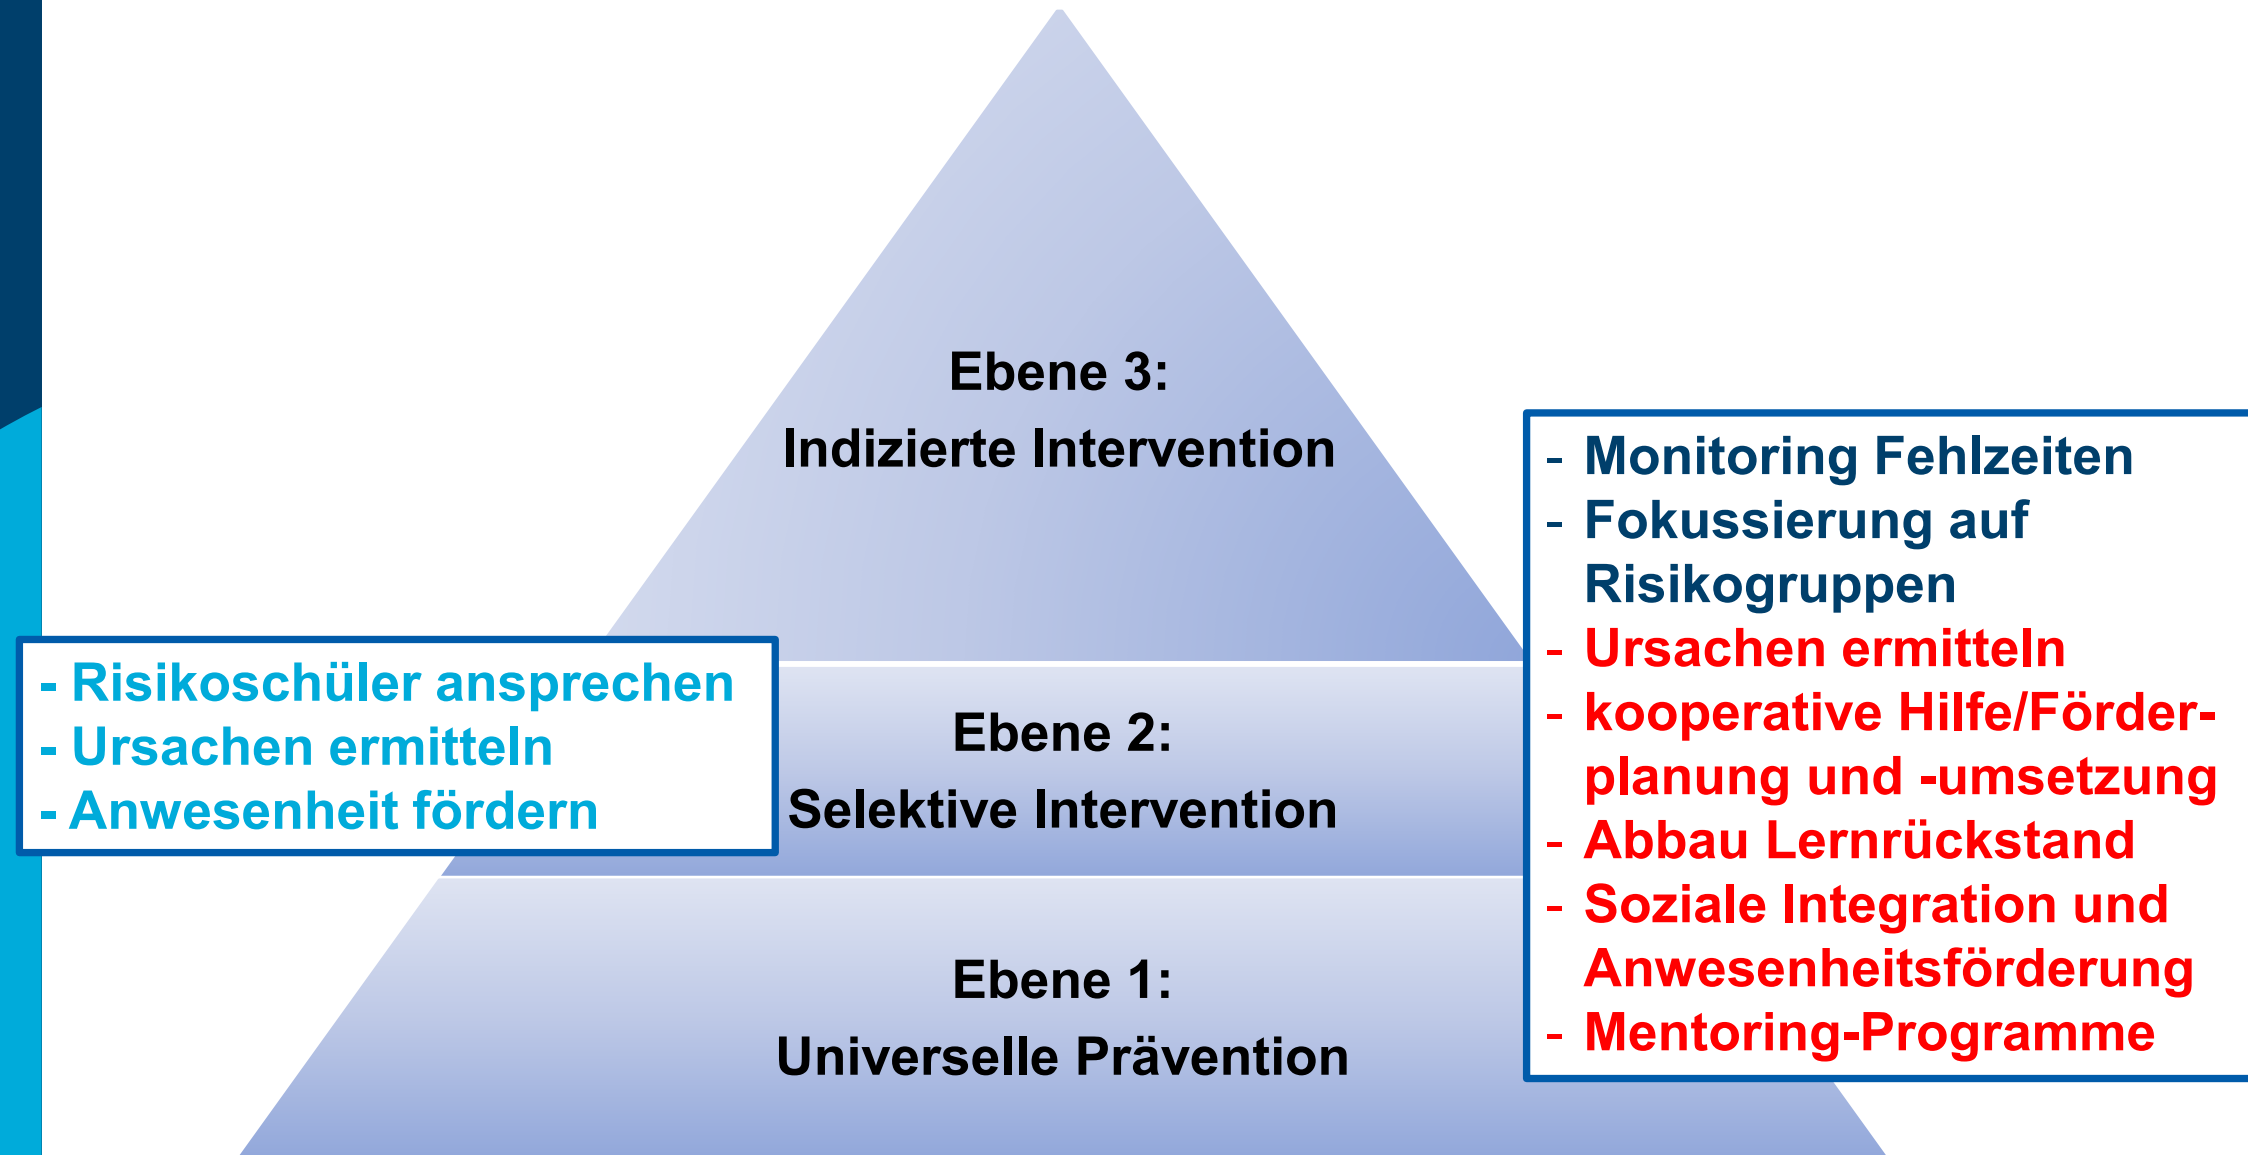 Ebene 3:
Indizierte Intervention
- Risikoschüler ansprechen
- Ursachen ermitteln
- Anwesenheit fördern
Ebene 2:
Selektive Intervention
Ebene 1:
Universelle Prävention
- Monitoring Fehlzeiten
- Fokussierung auf
Risikogruppen
- Ursachen ermitteln
- kooperative Hilfe/Förder-
planung und -umsetzung
- Abbau Lernrückstand
- Soziale Integration und
Anwesenheitsförderung
- Mentoring-Programme